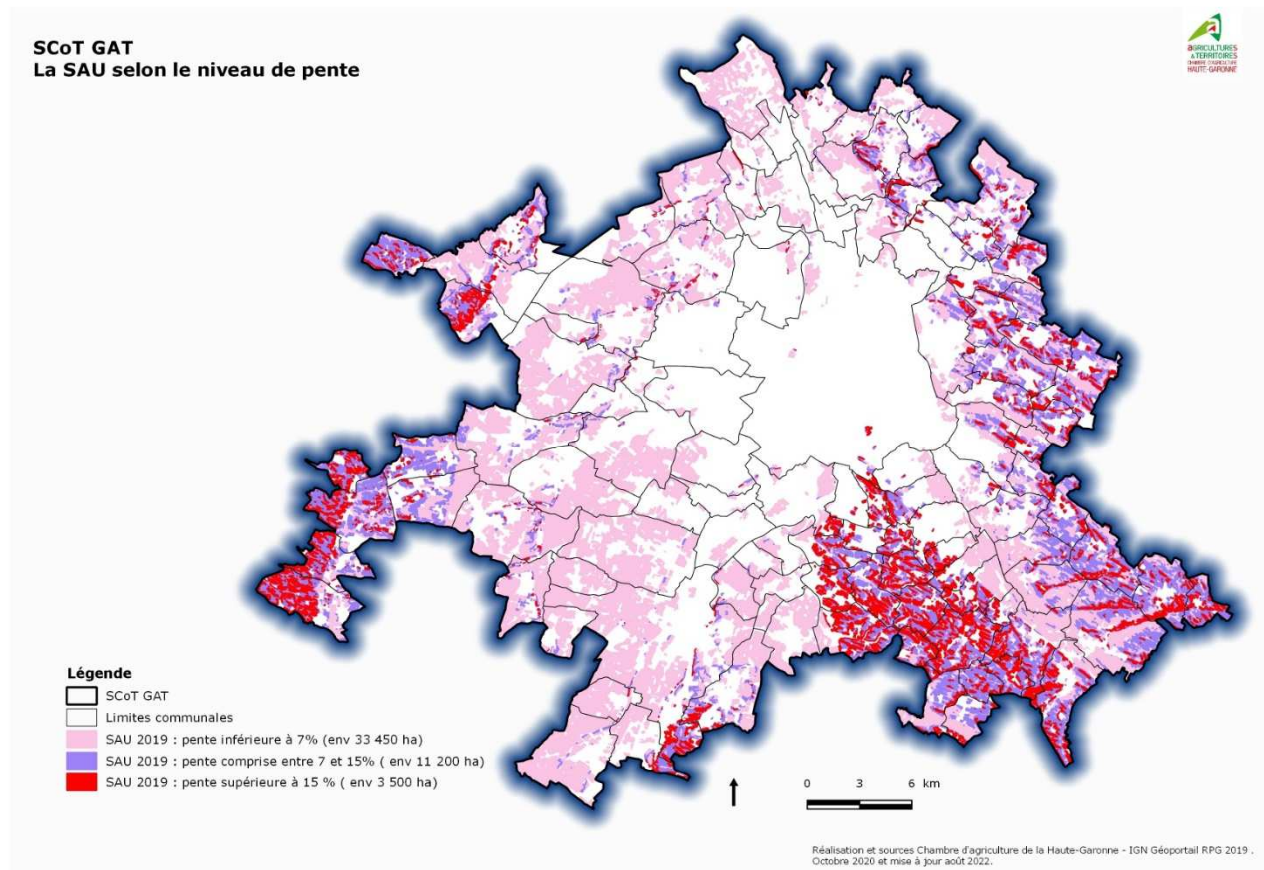 SCoT GAT
La SAU selon le niveau de pente
AGRICULTURES
& TERRITOIRES
CHAMBRE D'AGRICULTURE
HAUTE-GARONNE
Légende
SCoT GAT
Limites communales
SAU 2019 : pente inférieure à 7% (env 33 450 ha)
SAU 2019 : pente comprise entre 7 et 15% ( env 11 200 ha)
SAU 2019 : pente supérieure à 15 % ( env 3 500 ha)
0 3 6 km
Réalisation et sources Chambre d'agriculture de la Haute-Garonne - IGN Géoportail RPG 2019 .
Octobre 2020 et mise à jour août 2022.